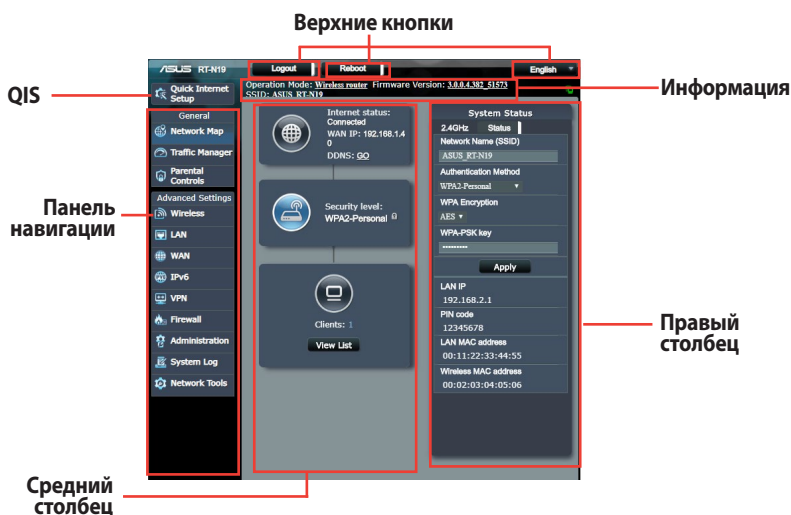 Верхние кнопки
QIS
Панель
навигации
Средний
столбец
Информация
Правый
столбец
ASUS RT-N19
Logout
Reboot
English
Quick Internet
Setup
Operation Mode: Wireless router Firmware Version: 3.0.0.4.382_51573
SSID: ASUS_RT-N19
General
Network Map
Traffic Manager
Parental
Controls
Advanced Settings
Wireless
LAN
WAN
IPv6
VPN
Firewall
Administration
System Log
Network Tools
Internet status:
Connected
WAN IP: 192.168.1.4
0
DDNS: GO
Security level:
WPA2-Personal
Clients: 1
View List
System Status
2.4GHz Status
Network Name (SSID)
ASUS_RT-N19
Authentication Method
WPA2-Personal
WPA Encryption
AES
WPA-PSK key
Apply
LAN IP
192.168.2.1
PIN code
12345678
LAN MAC address
00:11:22:33:44:55
Wireless MAC address
00:02:03:04:05:06